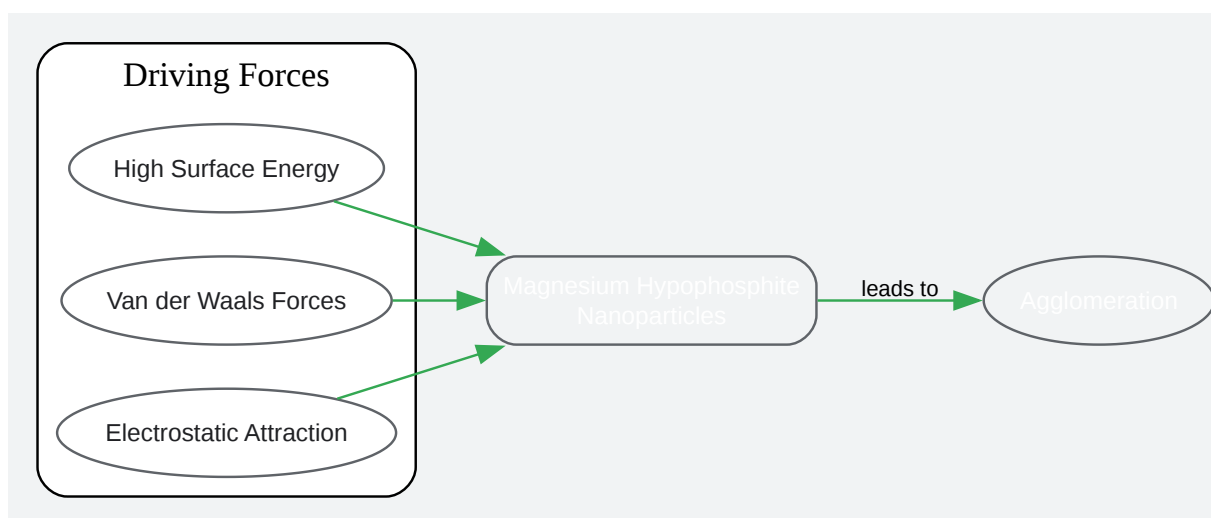 Driving Forces
High Surface Energy
Van der Waals Forces
Electrostatic Attraction
Magnesium Hypophosphite
Nanoparticles
leads to
Agglomeration